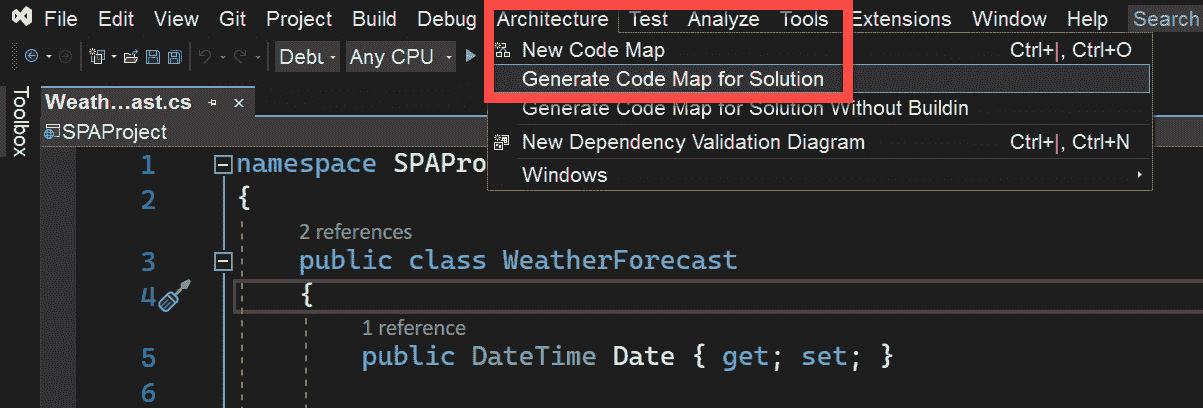 File Edit View Git Project Build Debug Architecture Test Analyze Tools Extensions Window Help Search
Debu Any CPU
New Code Map Ctrl+|, Ctrl+O
Generate Code Map for Solution
Generate Code Map for Solution Without Buildin
New Dependency Validation Diagram Ctrl+|, Ctrl+N
Windows
Toolbox
Weath...ast.cs
SPAProject
1 namespace SPAPro
2 {
2 references
3 public class WeatherForecast
4 {
1 reference
5 public DateTime Date { get; set; }
6